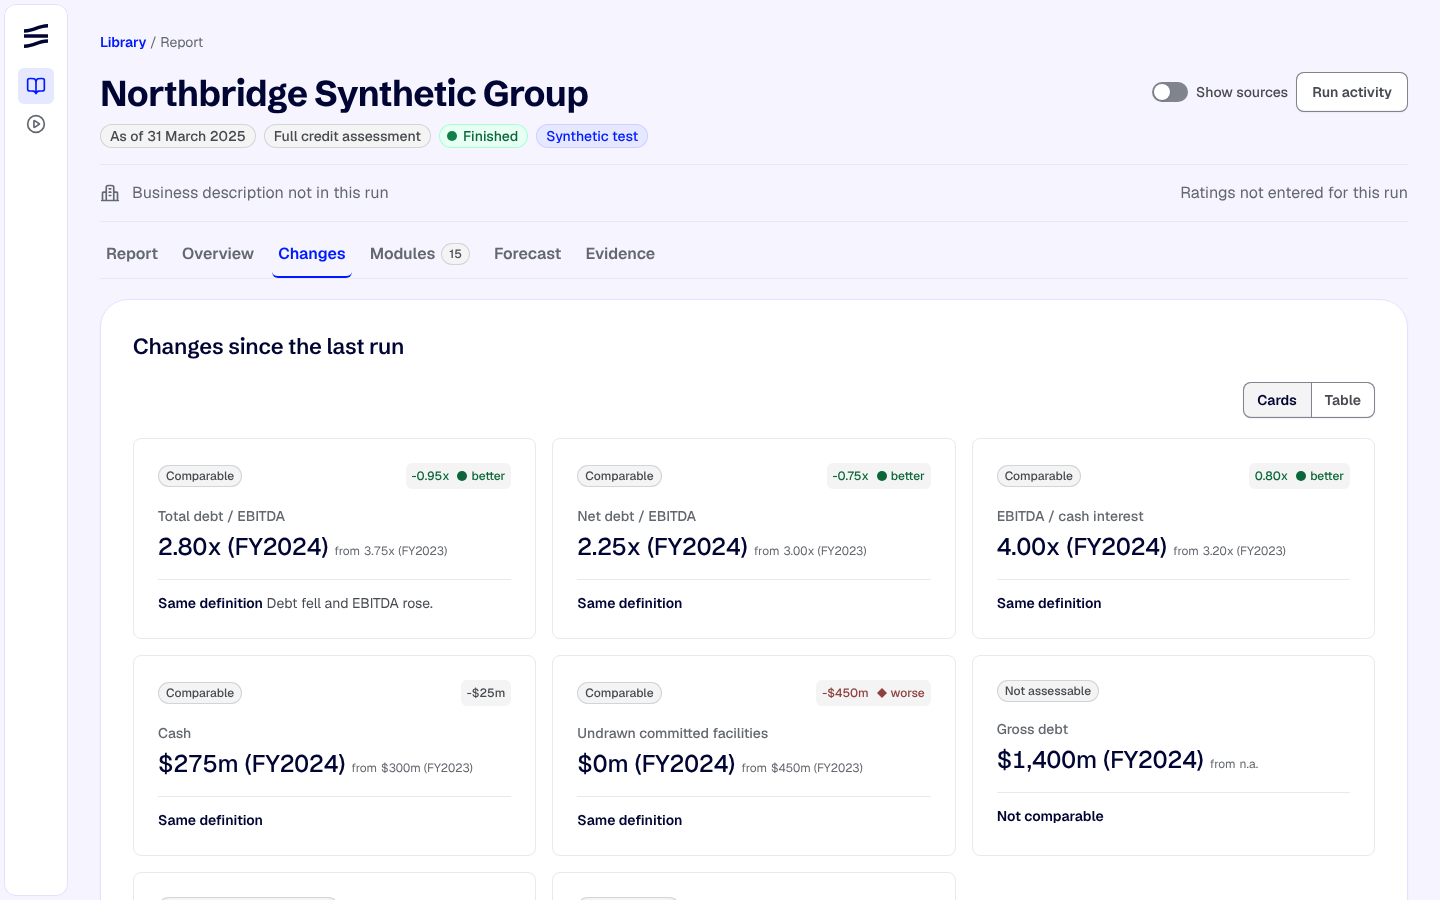 Library / Report
Northbridge Synthetic Group
Show sources
Run activity
As of 31 March 2025
Full credit assessment
Finished
Synthetic test
Business description not in this run
Ratings not entered for this run
Report
Overview
Changes
Modules 15
Forecast
Evidence
Changes since the last run
Cards
Table
Comparable
-0.95x better
Total debt / EBITDA
2.80x (FY2024) from 3.75x (FY2023)
Same definition Debt fell and EBITDA rose.
Comparable
-0.75x better
Net debt / EBITDA
2.25x (FY2024) from 3.00x (FY2023)
Same definition
Comparable
0.80x better
EBITDA / cash interest
4.00x (FY2024) from 3.20x (FY2023)
Same definition
Comparable
-$25m
Cash
$275m (FY2024) from $300m (FY2023)
Same definition
Comparable
-$450m worse
Undrawn committed facilities
$0m (FY2024) from $450m (FY2023)
Same definition
Not assessable
Gross debt
$1,400m (FY2024) from n.a.
Not comparable